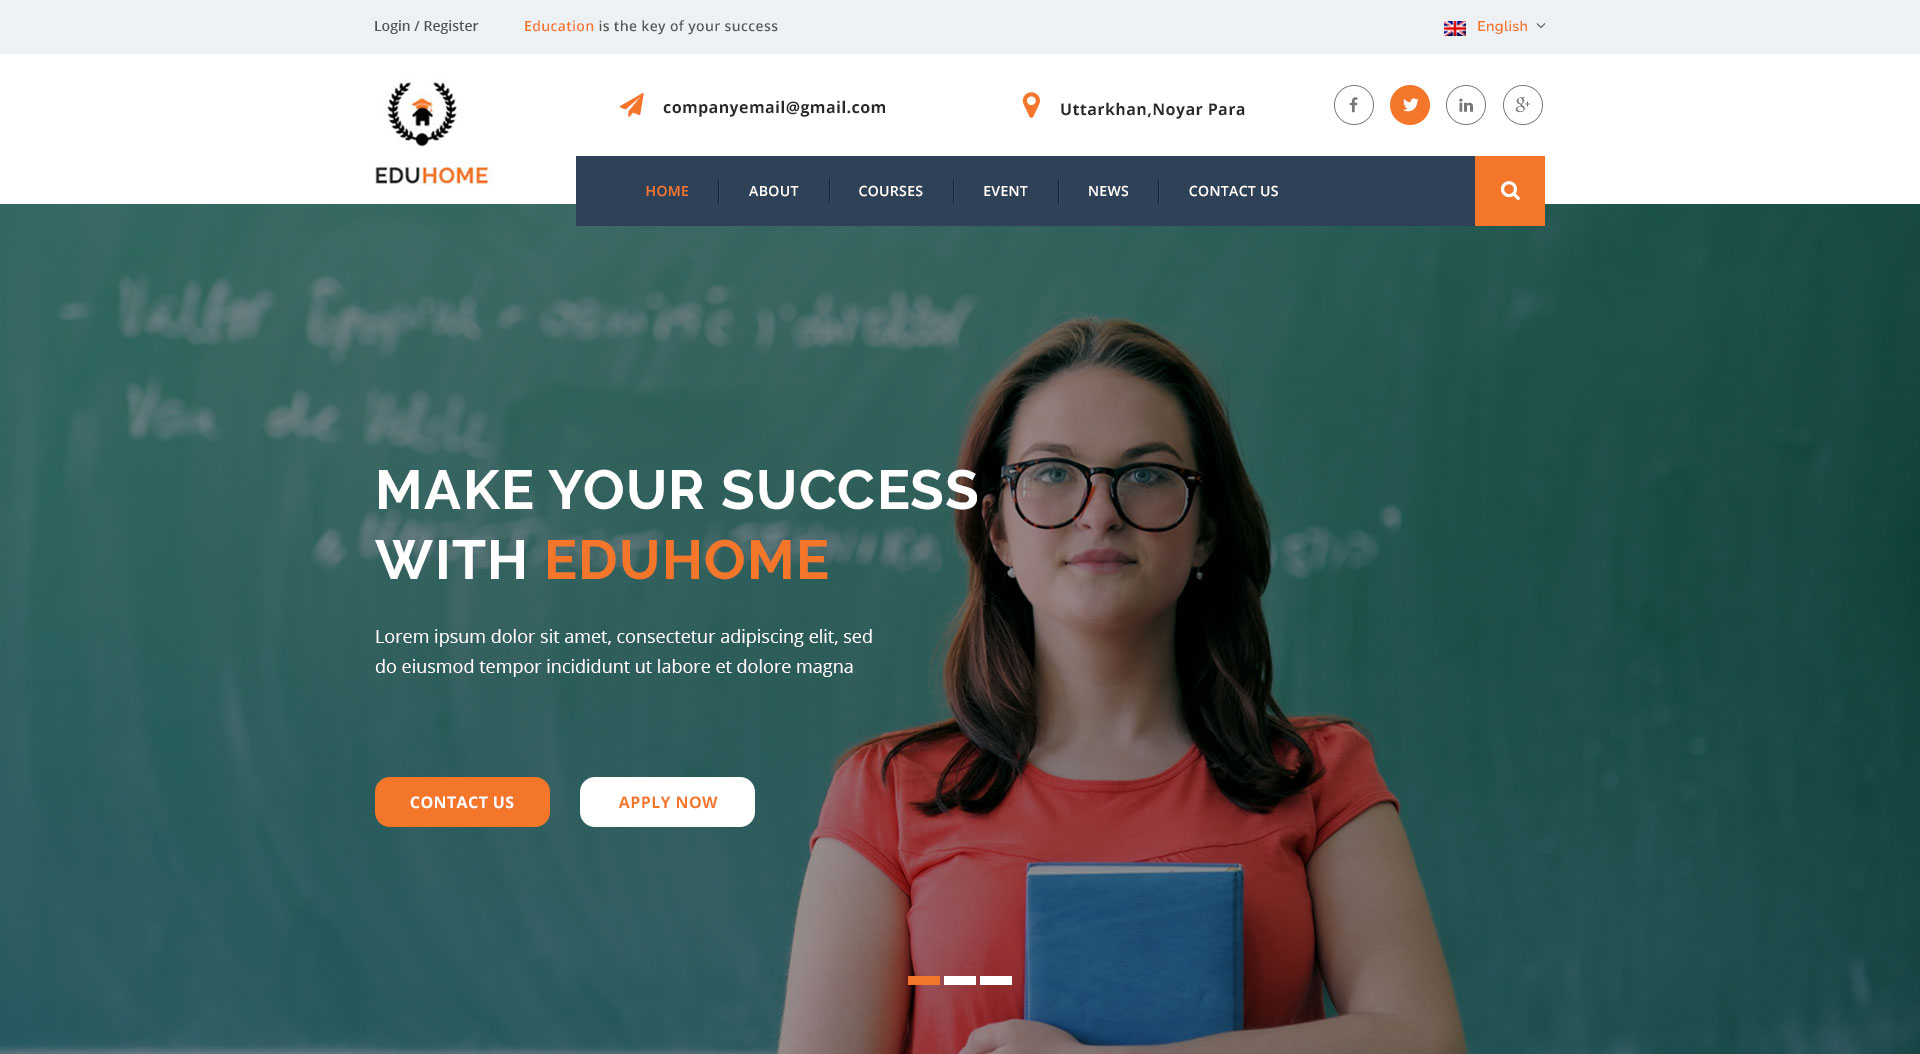 Login / Register
Education is the key of your success
English
companyemail@gmail.com
Uttarkhan,Noyar Para
EDUHOME
HOME
ABOUT
COURSES
EVENT
NEWS
CONTACT US
MAKE YOUR SUCCESS
WITH EDUHOME
Lorem ipsum dolor sit amet, consectetur adipiscing elit, sed
do eiusmod tempor incididunt ut labore et dolore magna
CONTACT US
APPLY NOW